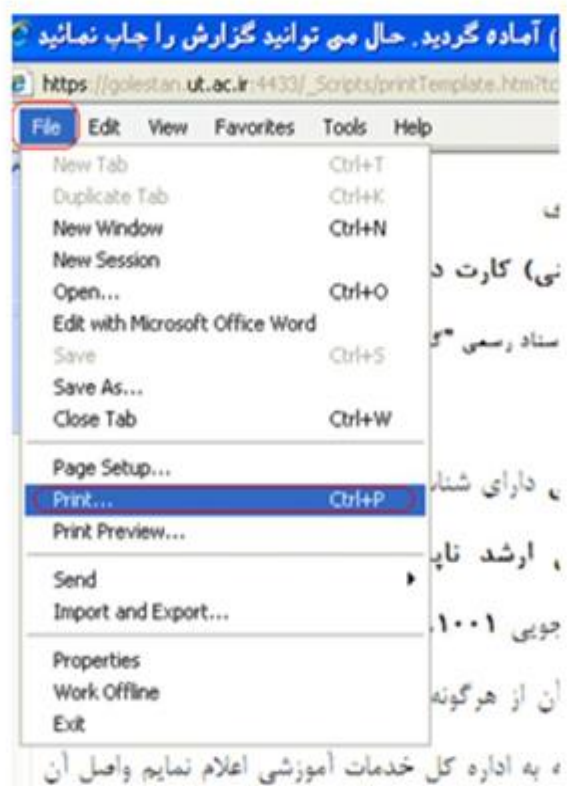 ) آماده گردید. حال می توانید گزارش را چاپ نمائید
https://golestan.ut.ac.ir:4433/_Scripts/printTemplate.htm?tc
File Edit View Favorites Tools Help
New Tab Ctrl+T
Duplicate Tab Ctrl+K
New Window Ctrl+N
New Session
Open... Ctrl+O
Edit with Microsoft Office Word
Save Ctrl+S
Save As...
Close Tab Ctrl+W
Page Setup...
Print... Ctrl+P
Print Preview...
Send
Import and Export...
Properties
Work Offline
Exit
نی) کارت د
سناد رسمی "گ
ی دارای شنا
ی ارشد ناپ
جویی ۱۰۰۱.
آن از هرگونه
ه به اداره کل خدمات آموزشی اعلام نمایم واصل آن